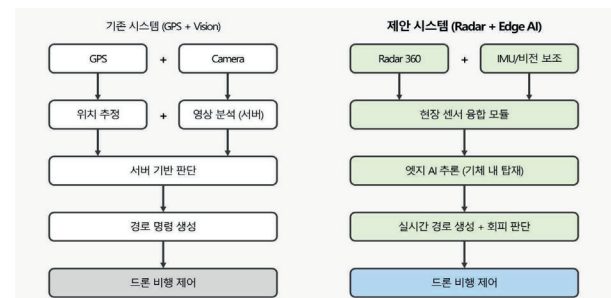 기존 시스템 (GPS + Vision)
GPS + Camera
위치 추정 + 영상 분석 (서버)
서버 기반 판단
경로 명령 생성
드론 비행 제어
제안 시스템 (Radar + Edge AI)
Radar 360 + IMU/비전 보조
현장 센서 융합 모듈
엣지 AI 추론 (기체 내 탑재)
실시간 경로 생성 + 회피 판단
드론 비행 제어